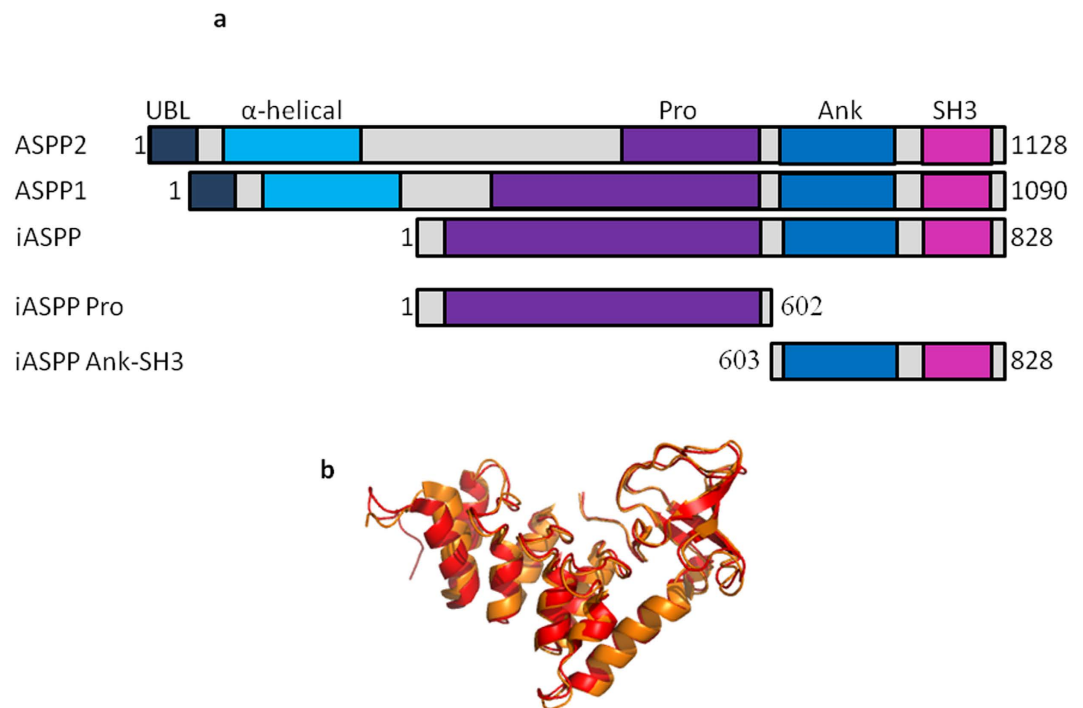 a
UBL α-helical Pro Ank SH3
ASPP2 1 1128
ASPP1 1 1090
iASPP 1 828
iASPP Pro 1 602
iASPP Ank-SH3 603 828
b